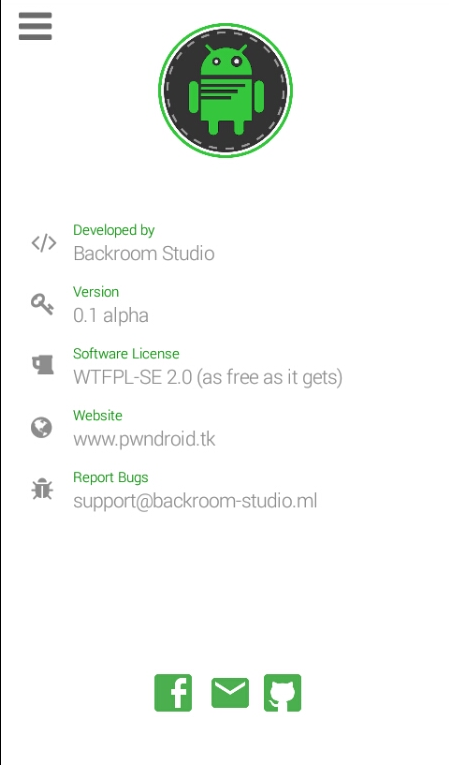 Developed by
Backroom Studio
Version
0.1 alpha
Software License
WTFPL-SE 2.0 (as free as it gets)
Website
www.pwndroid.tk
Report Bugs
support@backroom-studio.ml